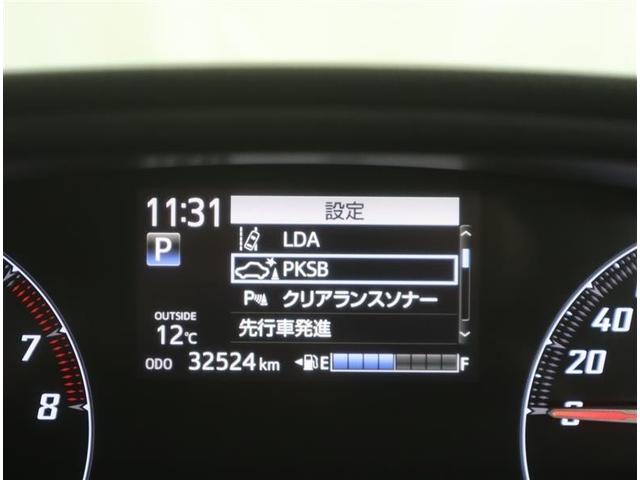 11:31
設定
P
LDA
PKSB
P クリアランスソナー
先行車発進
OUTSIDE
12℃
ODO 32524 km
E F
7
8
40
20
0